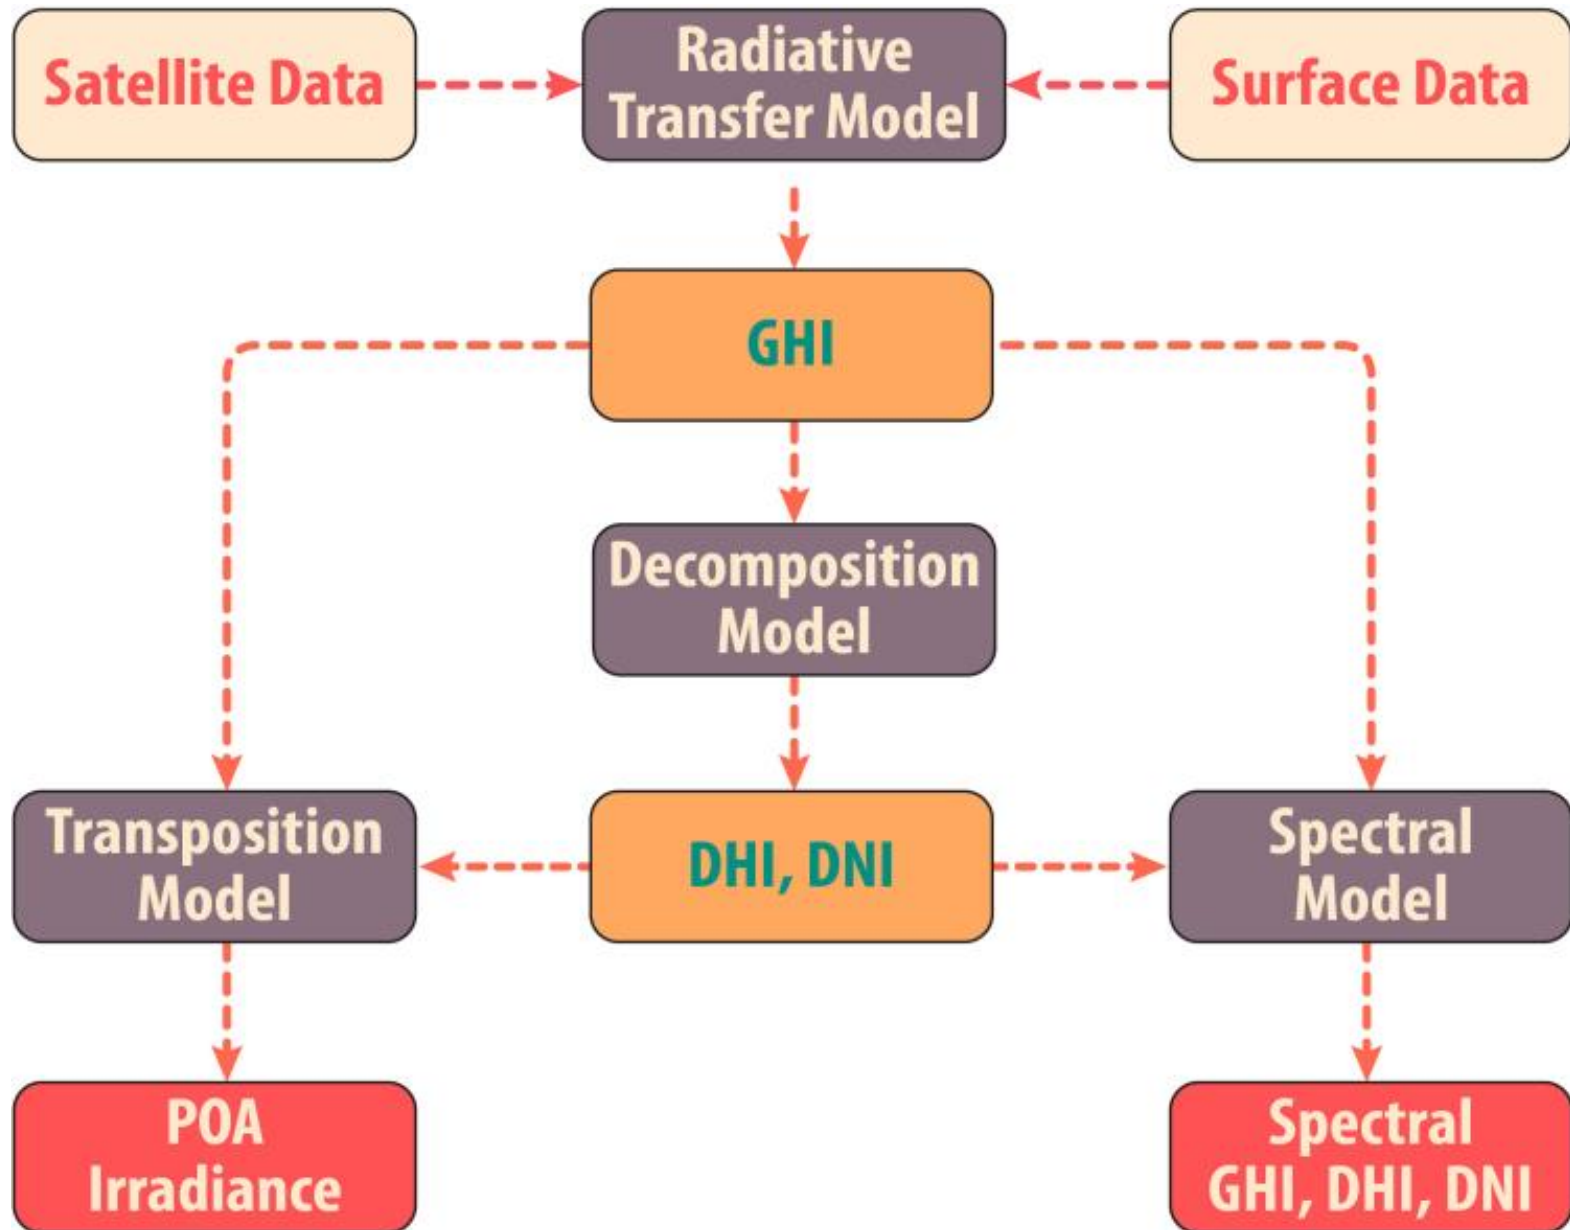 Satellite Data
Radiative
Transfer Model
Surface Data
GHI
Decomposition
Model
Transposition
Model
DHI, DNI
Spectral
Model
POA
Irradiance
Spectral
GHI, DHI, DNI